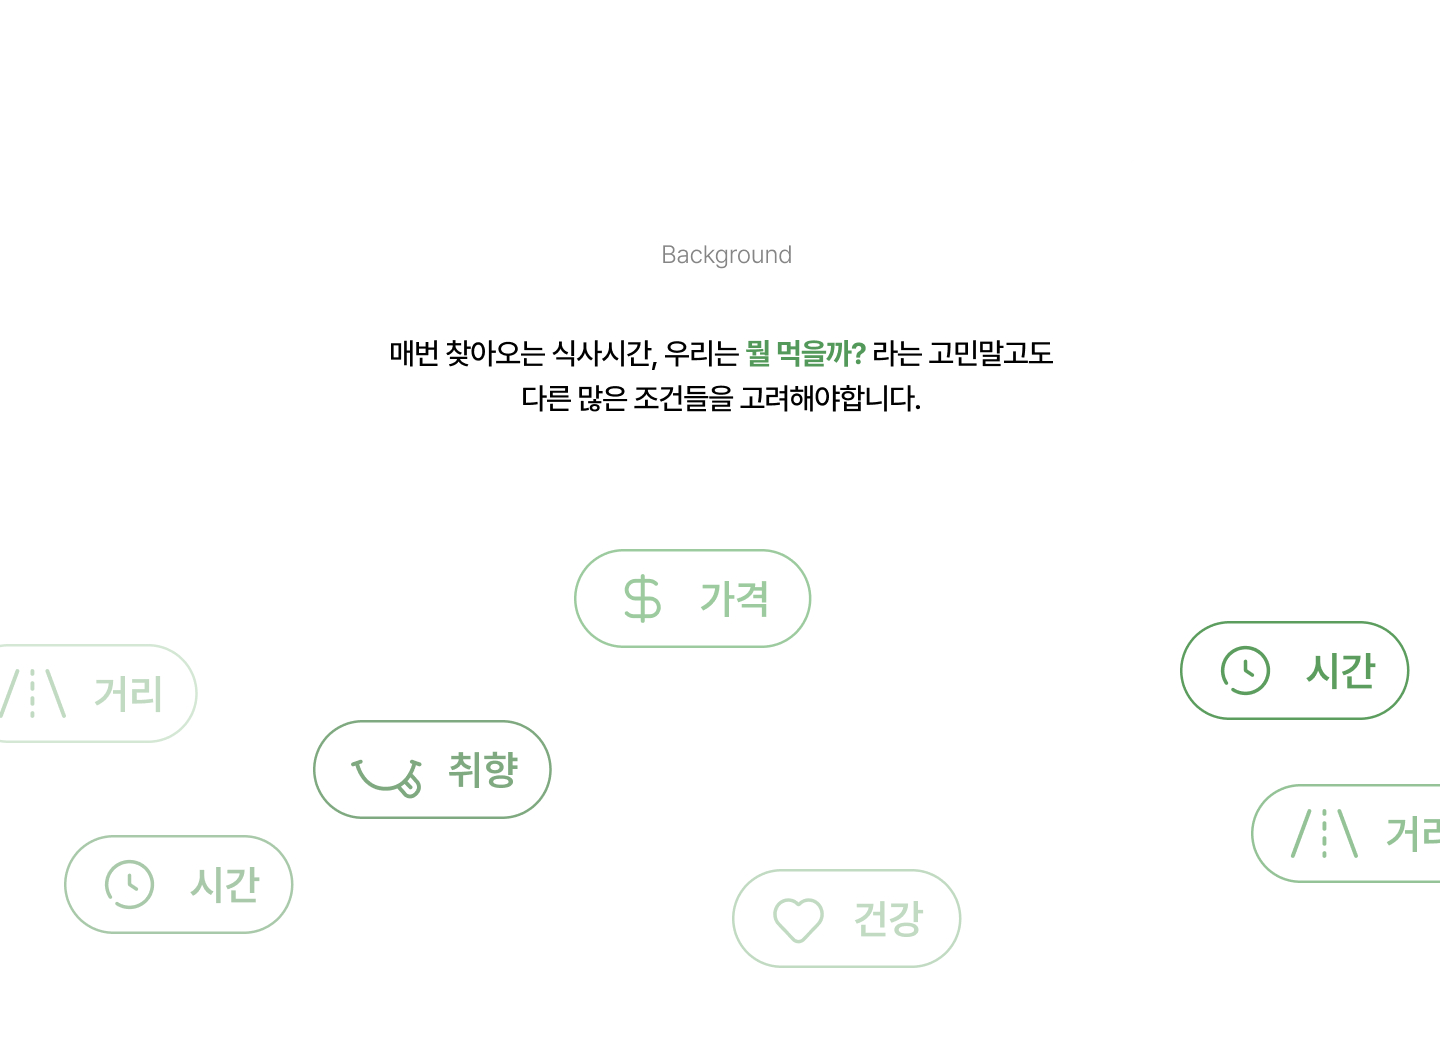 Background
매번 찾아오는 식사시간, 우리는 뭘 먹을까? 라는 고민말고도
다른 많은 조건들을 고려해야합니다.
가격
시간
거리
취향
거리
시간
건강